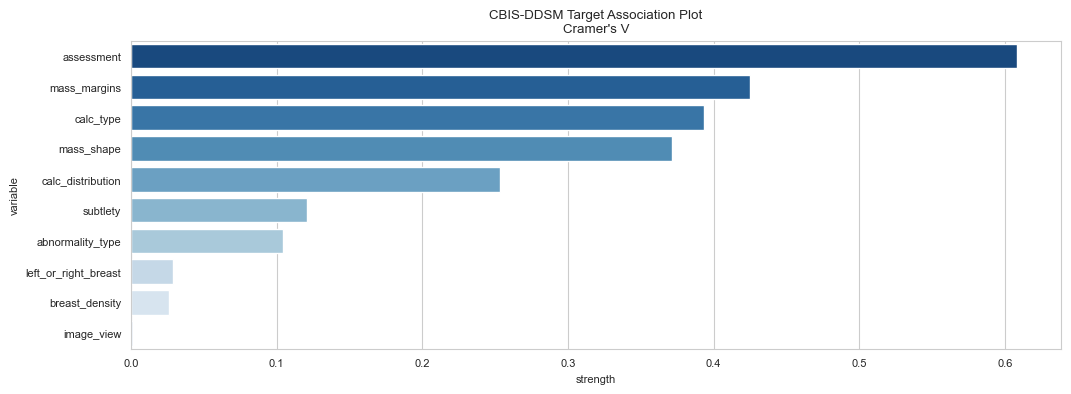 CBIS-DDSM Target Association Plot
Cramer's V
assessment
mass_margins
calc_type
mass_shape
calc_distribution
subtlety
abnormality_type
left_or_right_breast
breast_density
image_view
variable
0.0 0.1 0.2 0.3 0.4 0.5 0.6
strength